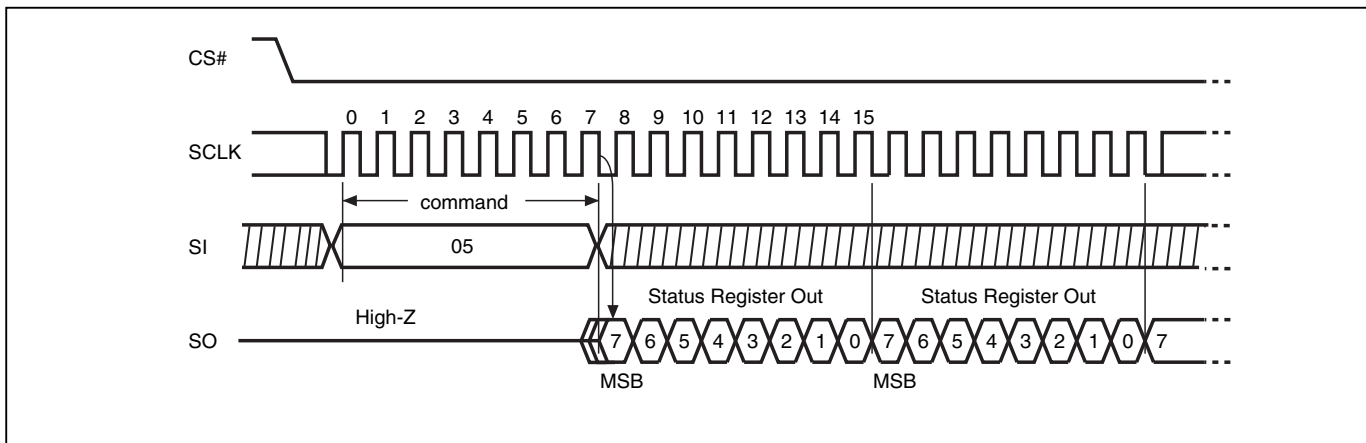 CS#
0 1 2 3 4 5 6 7 8 9 10 11 12 13 14 15
SCLK
command
SI
05
Status Register Out Status Register Out
High-Z
SO
7 6 5 4 3 2 1 0 7 6 5 4 3 2 1 0 7
MSB MSB